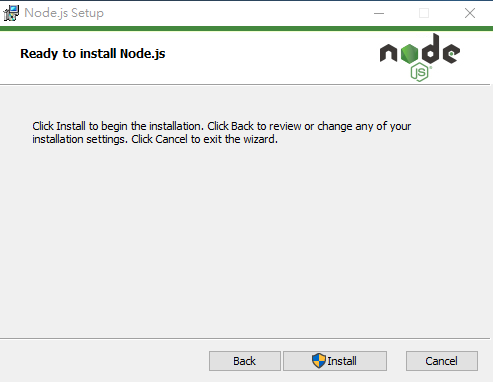 Node.js Setup
Ready to install Node.js
node
JS
Click Install to begin the installation. Click Back to review or change any of your
installation settings. Click Cancel to exit the wizard.
Back
Install
Cancel